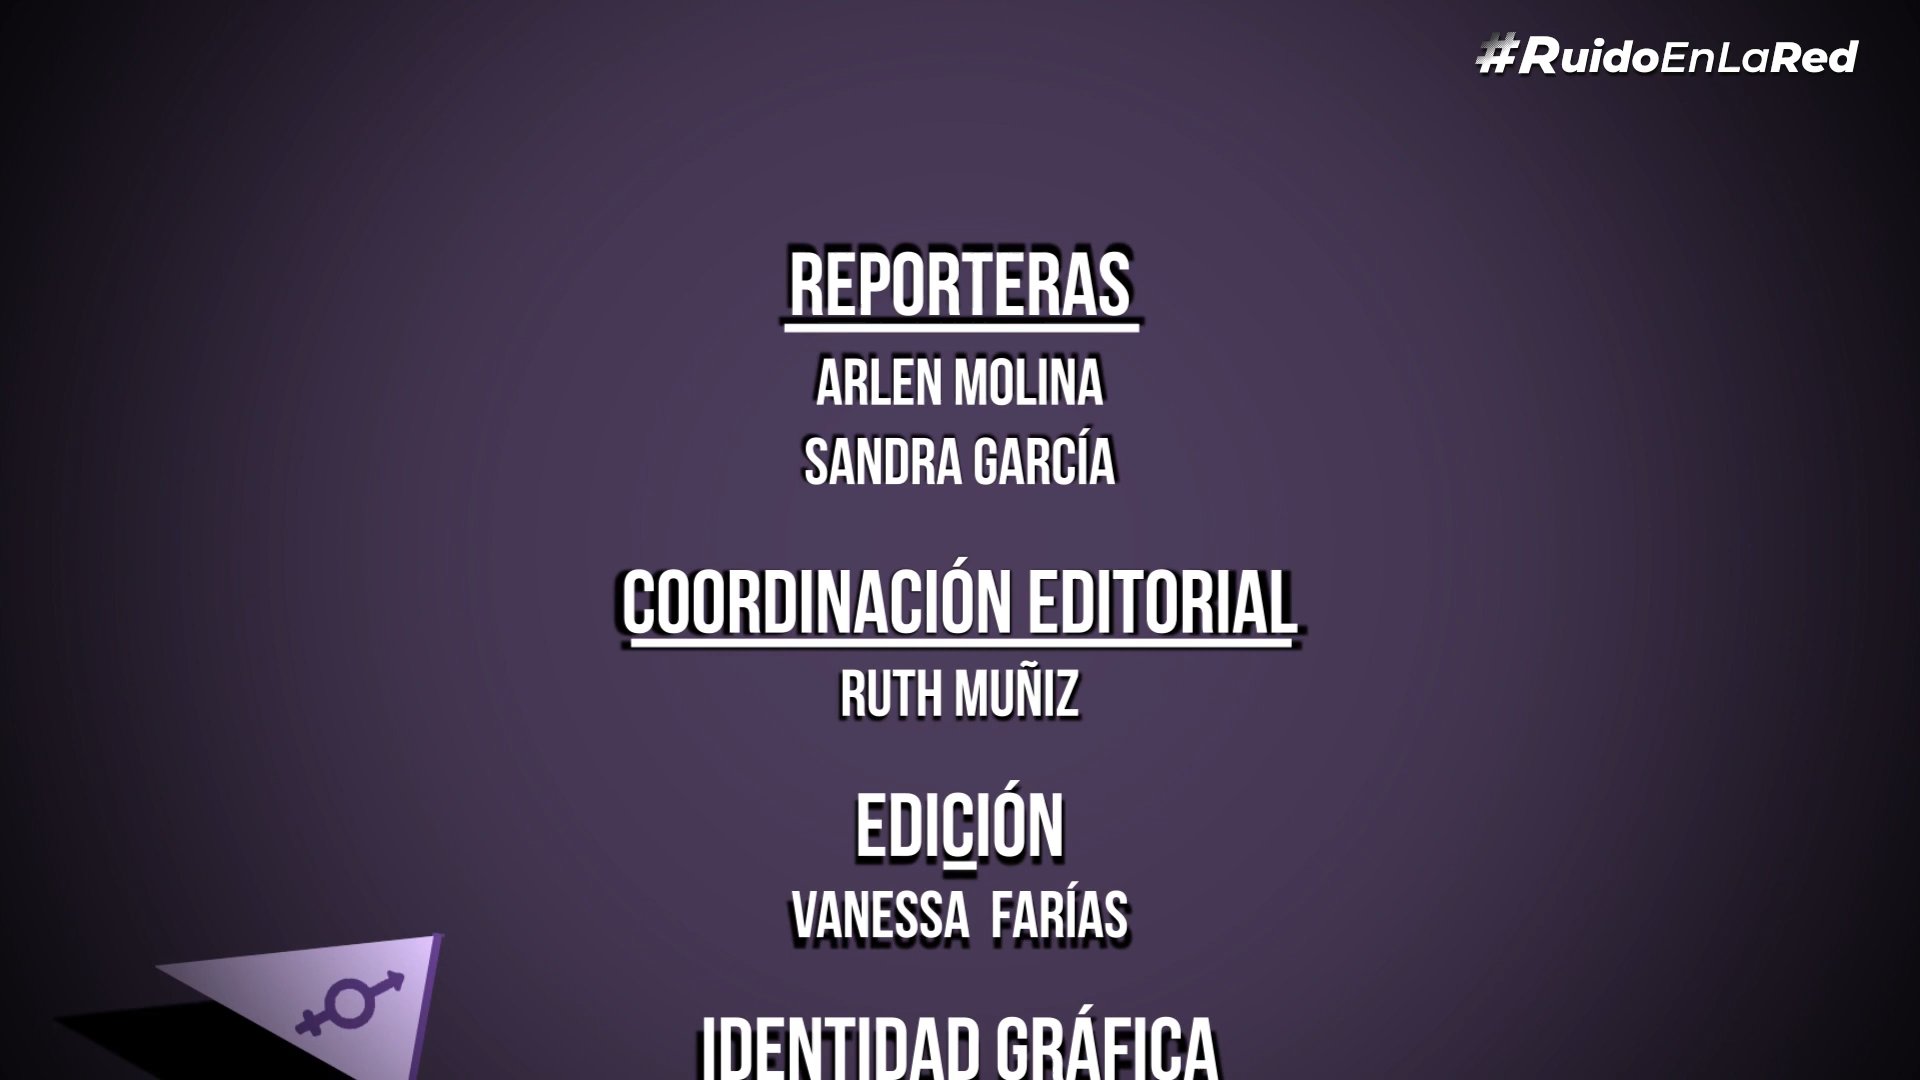 #RuidoEnLaRed
REPORTERAS
ARLEN MOLINA
SANDRA GARCÍA
COORDINACIÓN EDITORIAL
RUTH MUÑIZ
EDICIÓN
VANESSA FARÍAS
IDENTIDAD GRÁFICA